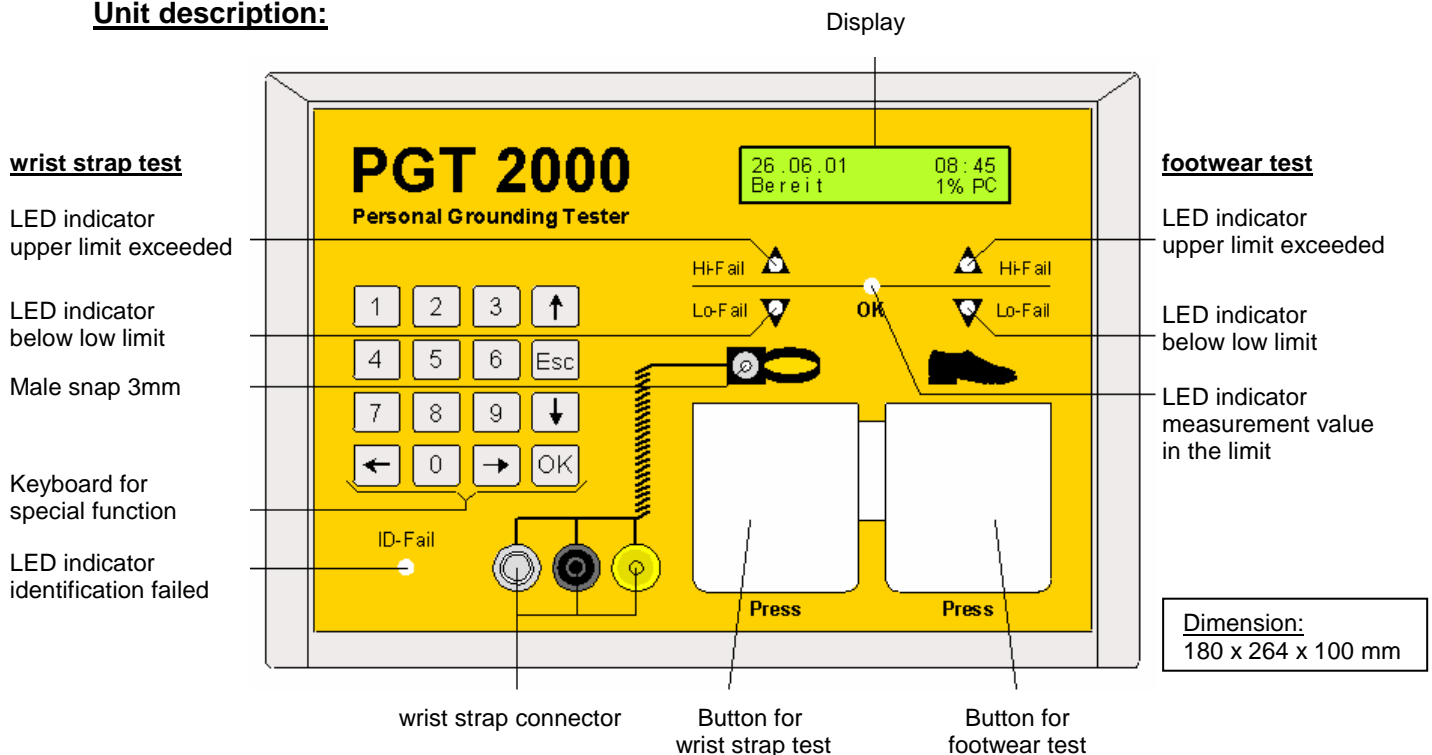 Unit description:
Display
wrist strap test
LED indicator
upper limit exceeded
LED indicator
below low limit
Male snap 3mm
Keyboard for
special function
LED indicator
identification failed
PGT 2000
Personal Grounding Tester
26.06.01 08:45
Bereit 1% PC
Hi-Fail
Lo-Fail
OK
Hi-Fail
Lo-Fail
1 2 3 ↑
4 5 6 Esc
7 8 9 ↓
← 0 → OK
ID-Fail
Press
Press
footwear test
LED indicator
upper limit exceeded
LED indicator
below low limit
LED indicator
measurement value
in the limit
Dimension:
180 x 264 x 100 mm
wrist strap connector
Button for
wrist strap test
Button for
footwear test